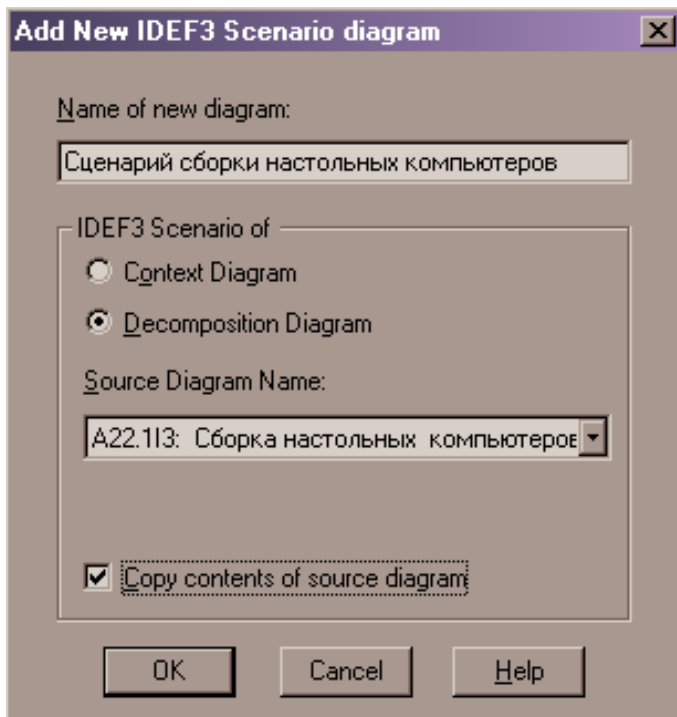 Add New IDEF3 Scenario diagram
Name of new diagram:
Сценарий сборки настольных компьютеров
IDEF3 Scenario of
Context Diagram
Decomposition Diagram
Source Diagram Name:
A22.1I3: Сборка настольных компьютеров
Copy contents of source diagram
OK
Cancel
Help